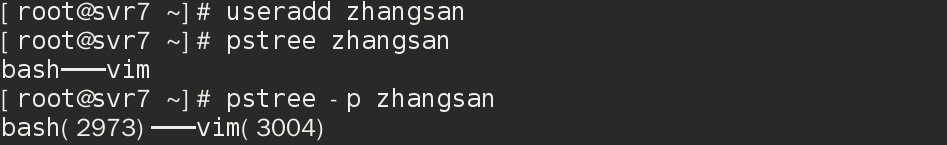 [root@svr7 ~]# useradd zhangsan
[root@svr7 ~]# pstree zhangsan
bash───vim
[root@svr7 ~]# pstree -p zhangsan
bash(2973)───vim(3004)